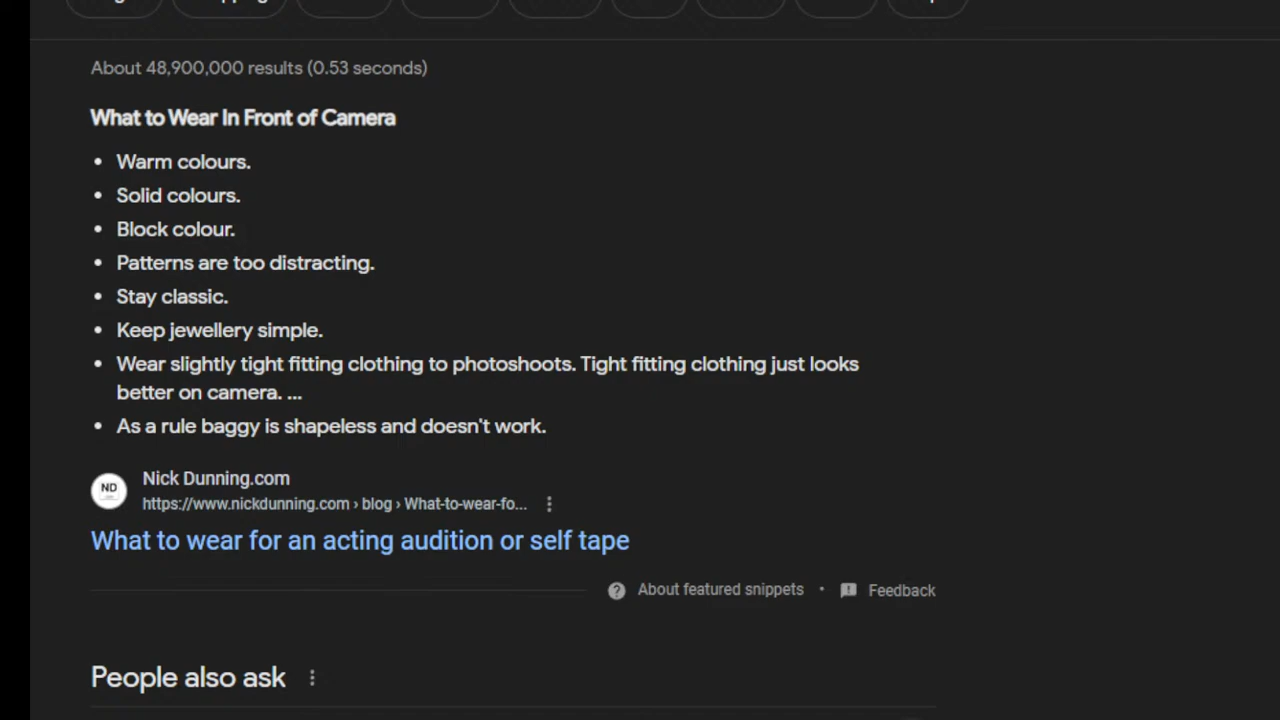 About 48,900,000 results (0.53 seconds)
What to Wear In Front of Camera
• Warm colours.
• Solid colours.
• Block colour.
• Patterns are too distracting.
• Stay classic.
• Keep jewellery simple.
• Wear slightly tight fitting clothing to photoshoots. Tight fitting clothing just looks
better on camera. ...
• As a rule baggy is shapeless and doesn't work.
ND
Nick Dunning.com
https://www.nickdunning.com › blog › What-to-wear-fo...
What to wear for an acting audition or self tape
About featured snippets • Feedback
People also ask